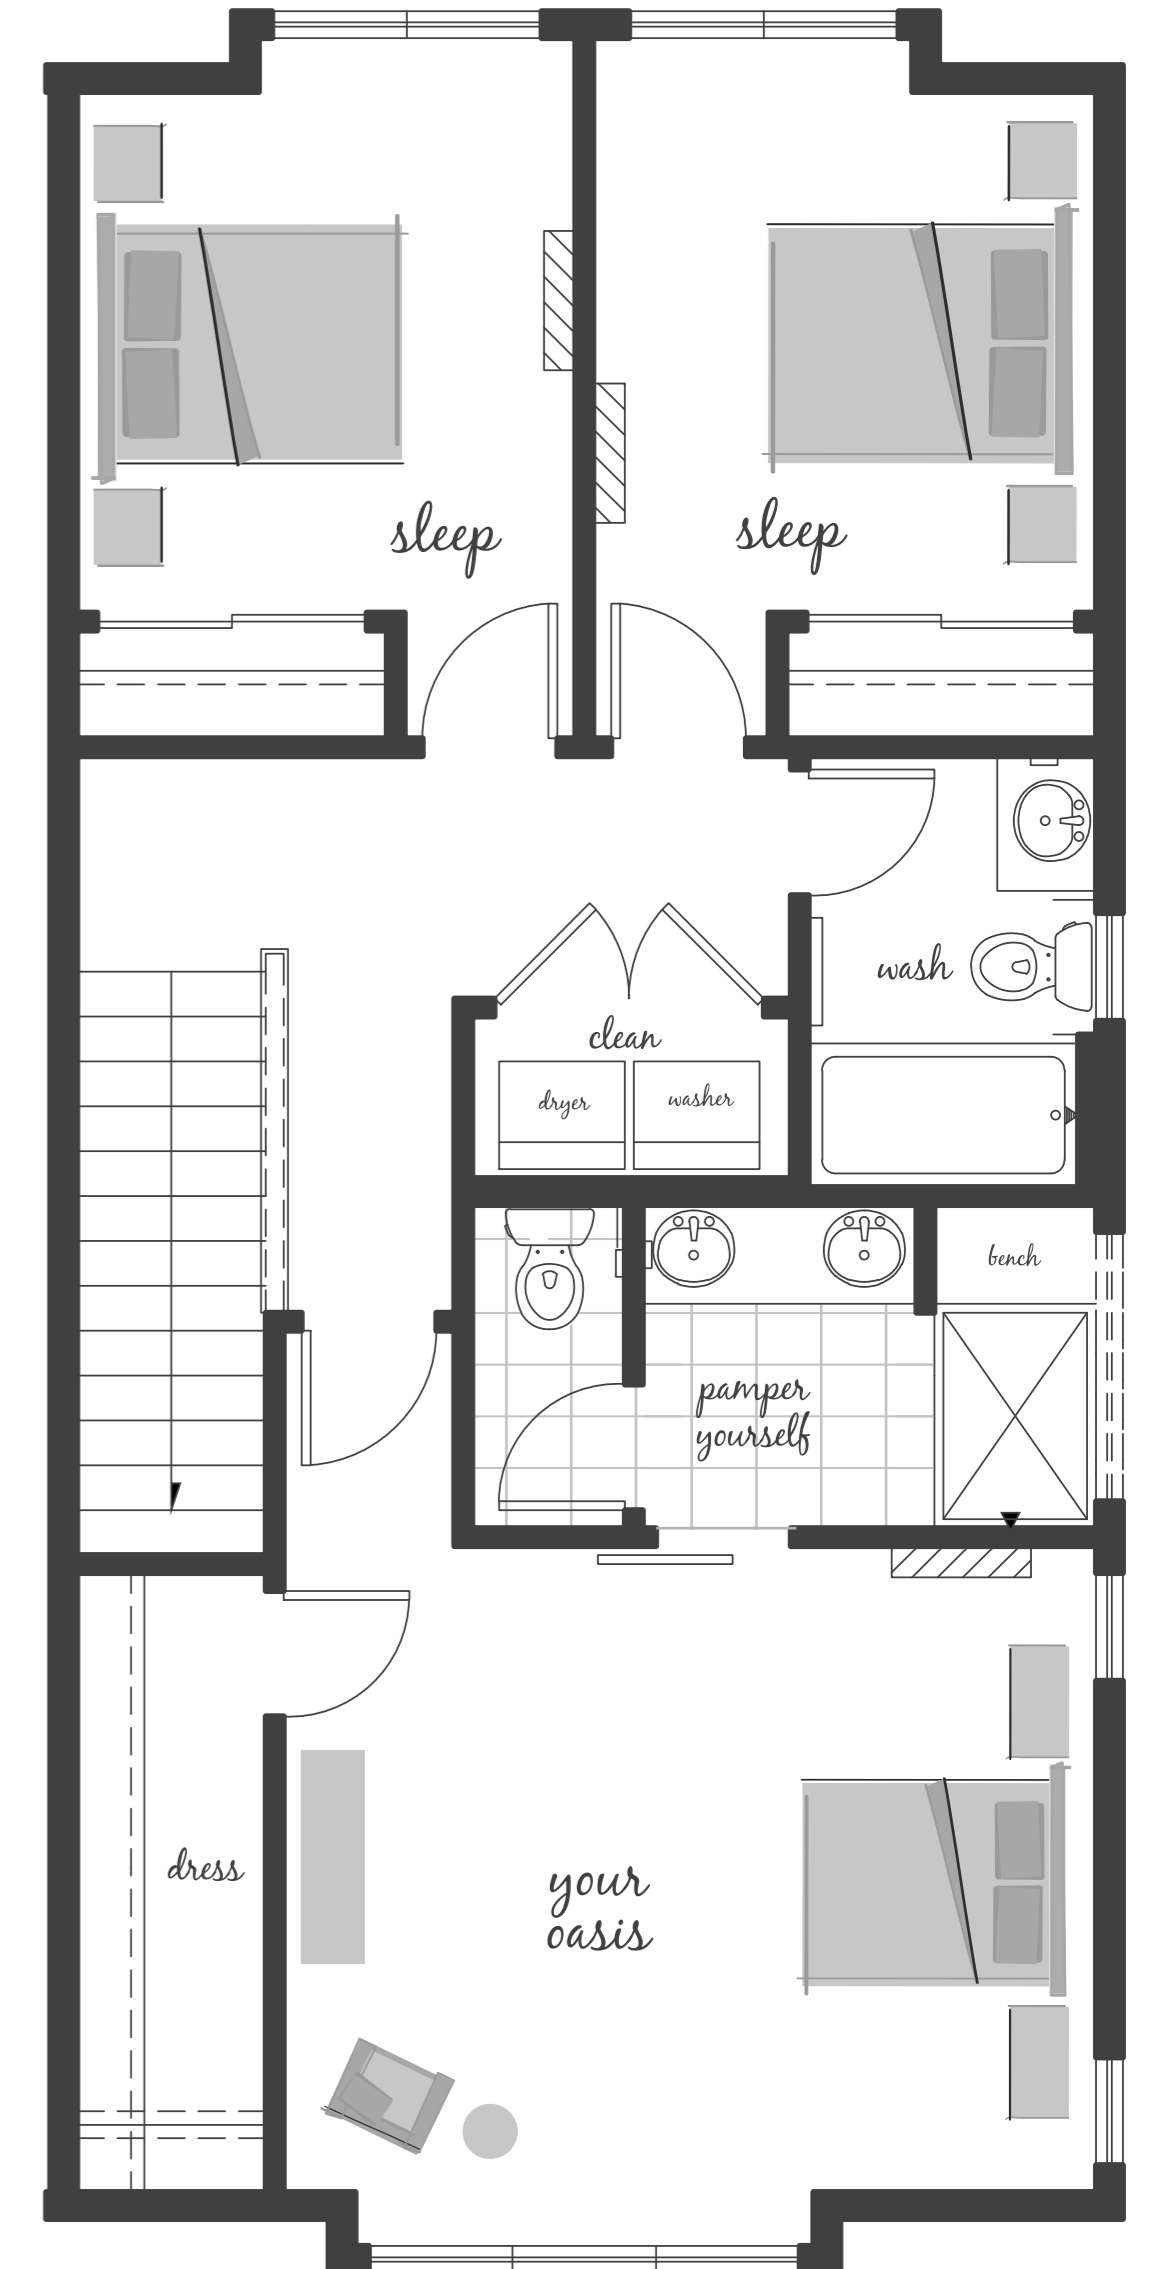 sleep
sleep
wash
clean
dryer
washer
bench
pamper
yourself
dress
your
oasis